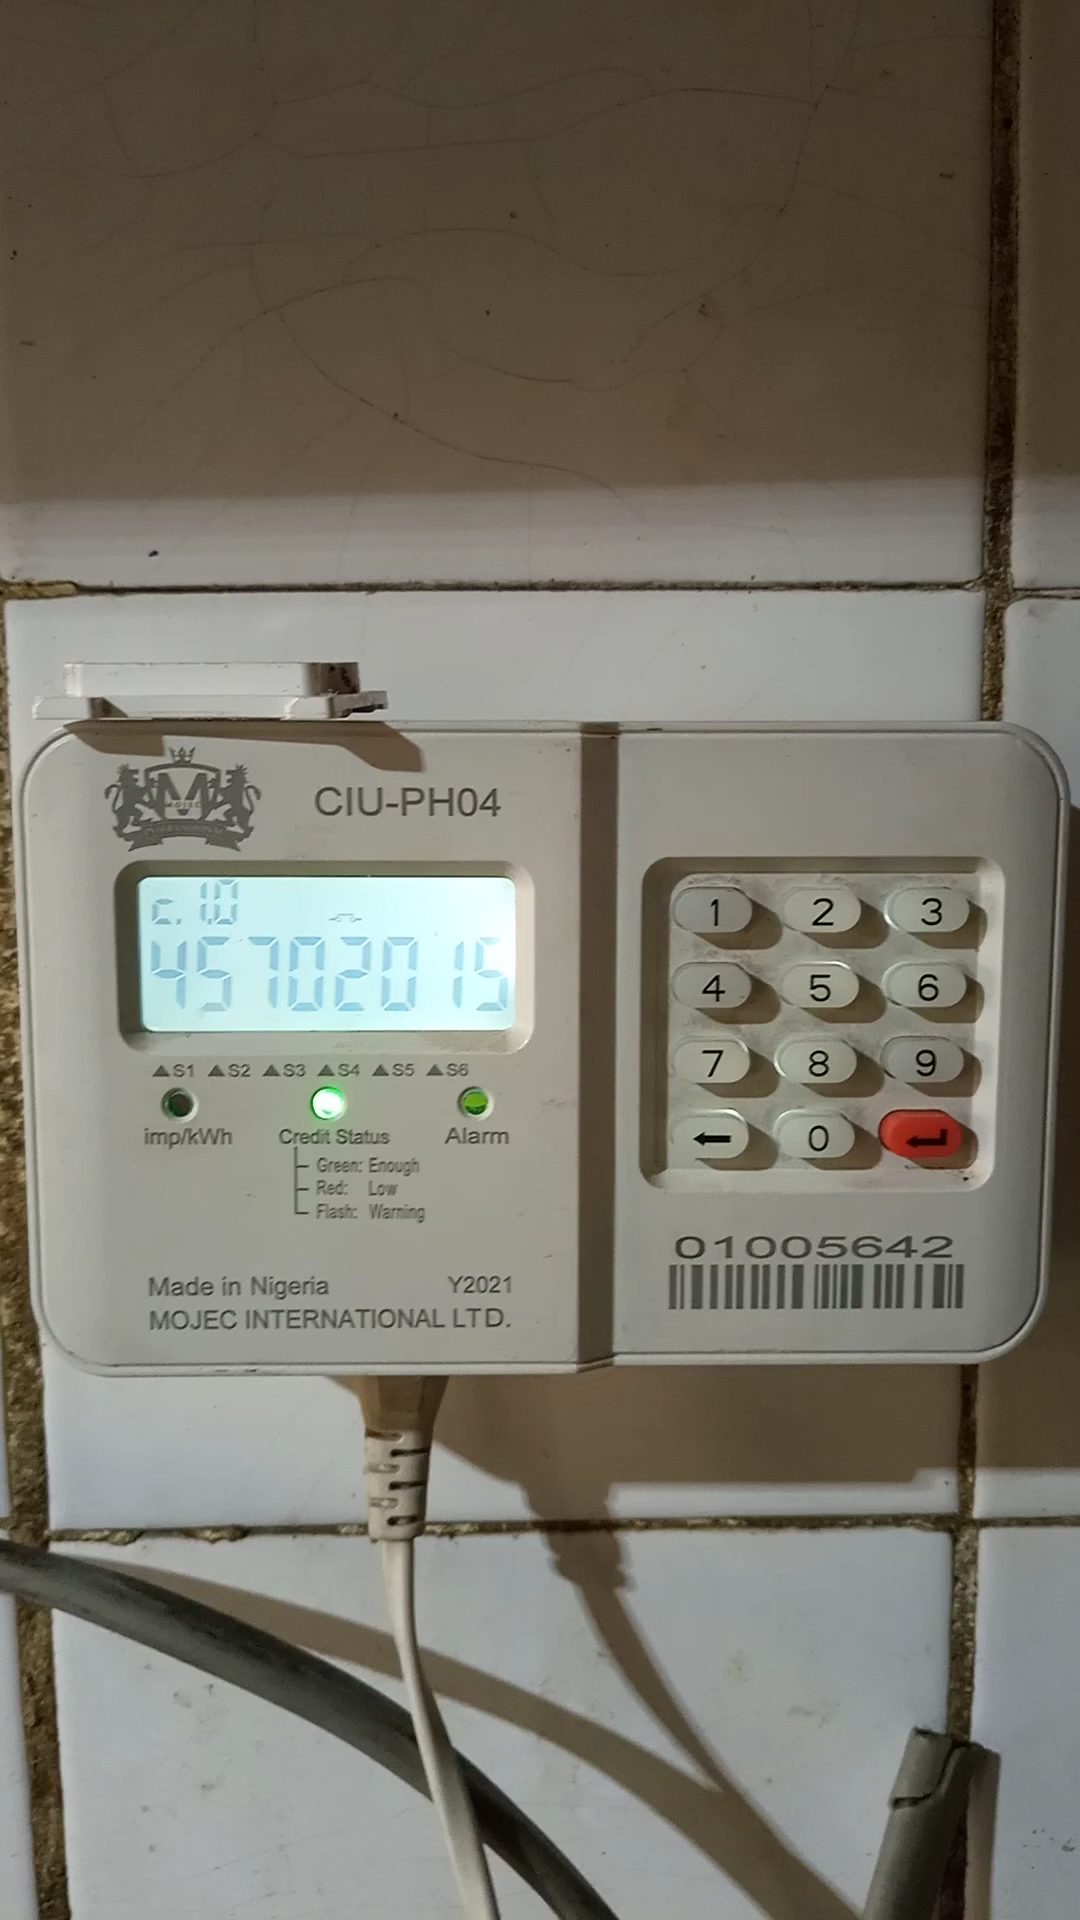 MOJEC
INTERNATIONAL
CIU-PH04
c. 1.0
45702015
▲S1 ▲S2 ▲S3 ▲S4 ▲S5 ▲S6
imp/kWh Credit Status Alarm
Green: Enough
Red: Low
Flash: Warning
Made in Nigeria Y2021
MOJEC INTERNATIONAL LTD.
1 2 3
4 5 6
7 8 9
← 0 ↵
01005642